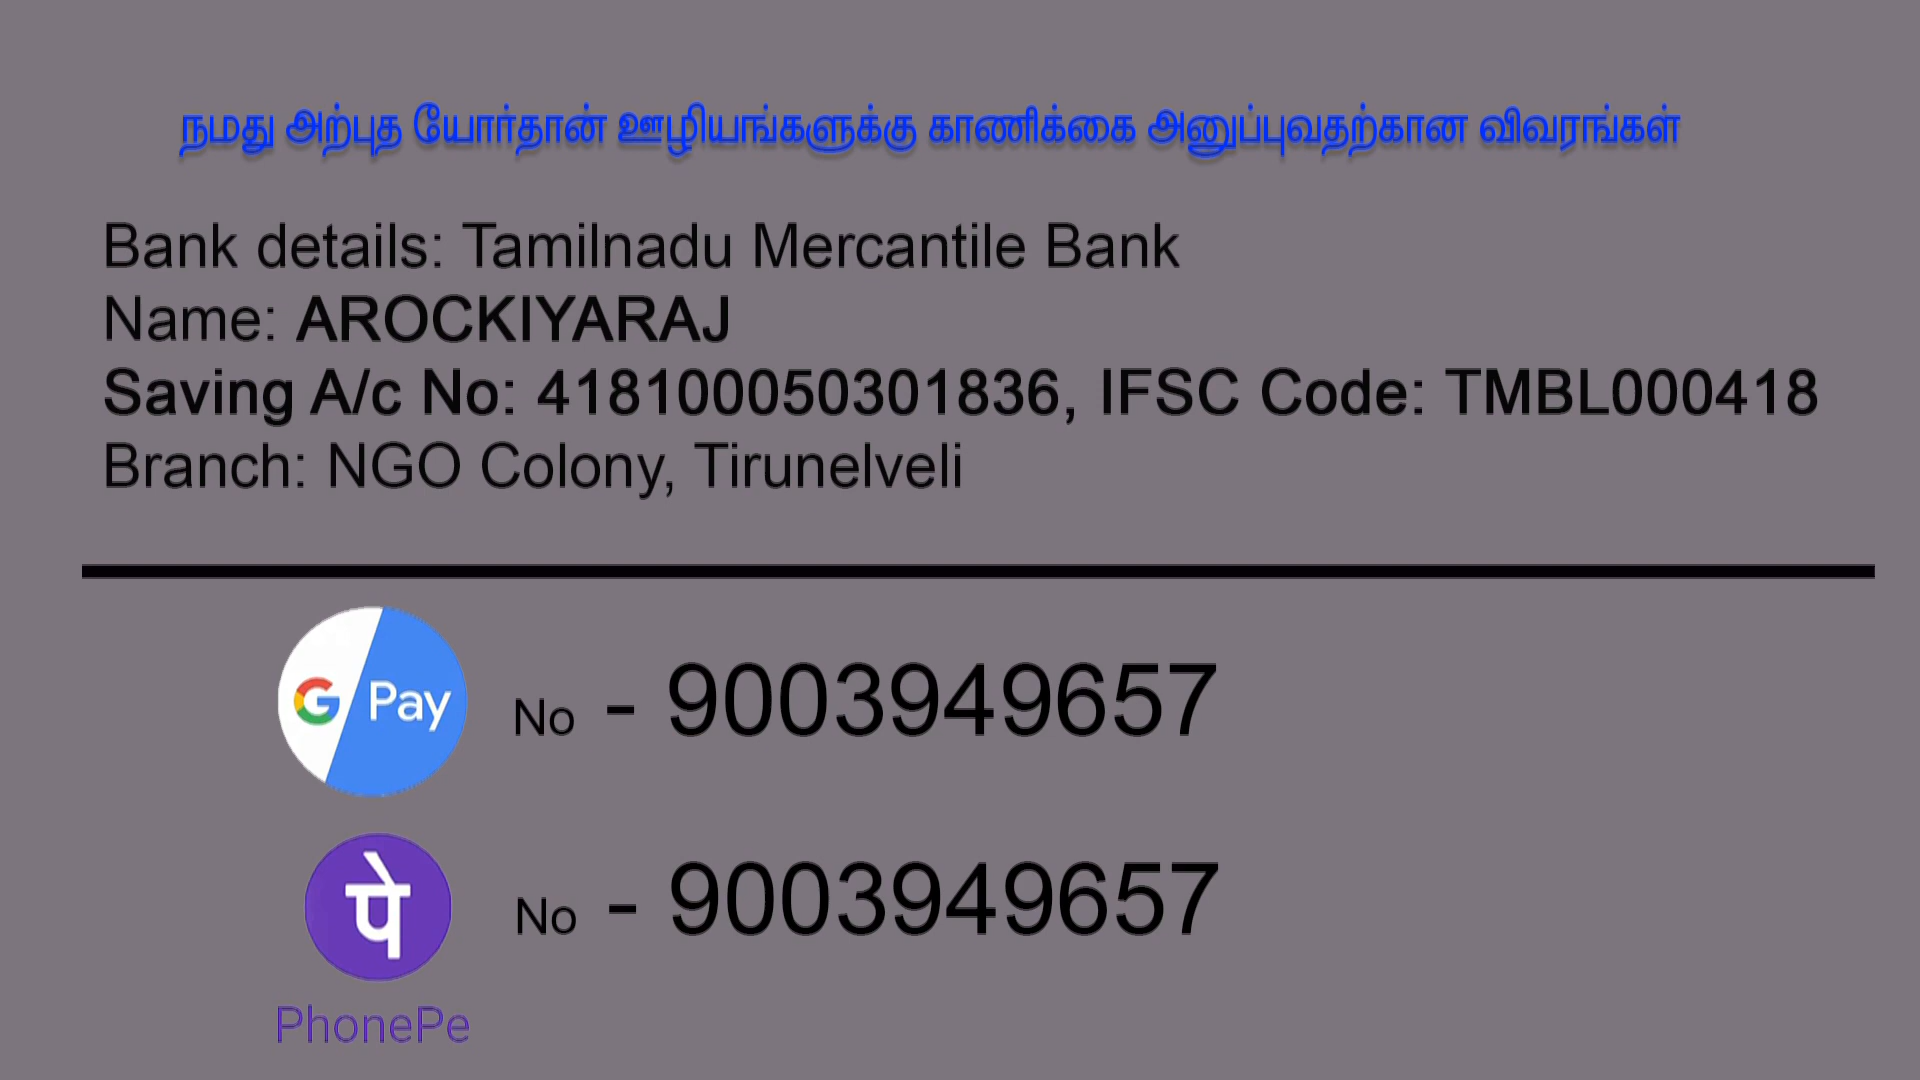 நமது அற்புத யோர்தான் ஊழியங்களுக்கு காணிக்கை அனுப்புவதற்கான விவரங்கள்
Bank details: Tamilnadu Mercantile Bank
Name: AROCKIYARAJ
Saving A/c No: 418100050301836, IFSC Code: TMBL000418
Branch: NGO Colony, Tirunelveli
G Pay No - 9003949657
पे No - 9003949657
PhonePe